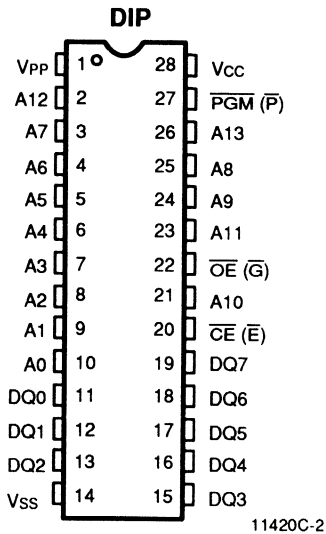 DIP
VPP 1 28 VCC
A12 2 27 PGM (P)
A7 3 26 A13
A6 4 25 A8
A5 5 24 A9
A4 6 23 A11
A3 7 22 OE (G)
A2 8 21 A10
A1 9 20 CE (E)
A0 10 19 DQ7
DQ0 11 18 DQ6
DQ1 12 17 DQ5
DQ2 13 16 DQ4
VSS 14 15 DQ3
11420C-2